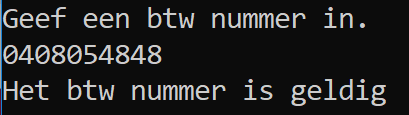 Geef een btw nummer in.
0408054848
Het btw nummer is geldig